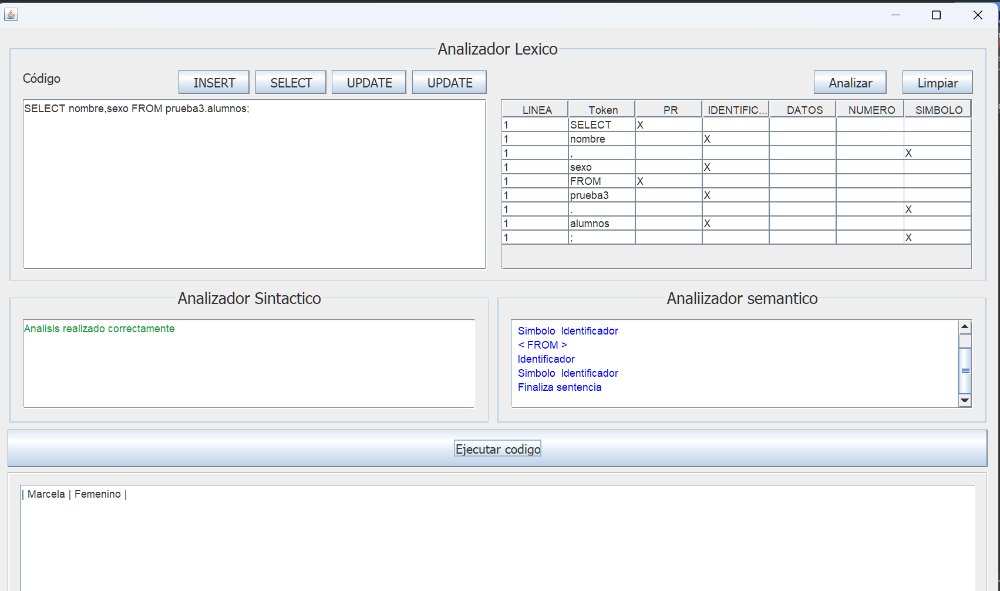 Analizador Lexico
Código
INSERT SELECT UPDATE UPDATE Analizar Limpiar
SELECT nombre,sexo FROM prueba3.alumnos;
LINEA Token PR IDENTIFIC... DATOS NUMERO SIMBOLO
1 SELECT X
1 nombre X
1 , X
1 sexo X
1 FROM X
1 prueba3 X
1 . X
1 alumnos X
1 ; X
Analizador Sintactico
Analisis realizado correctamente
Analiizador semantico
Simbolo Identificador
< FROM >
Identificador
Simbolo Identificador
Finaliza sentencia
Ejecutar codigo
| Marcela | Femenino |